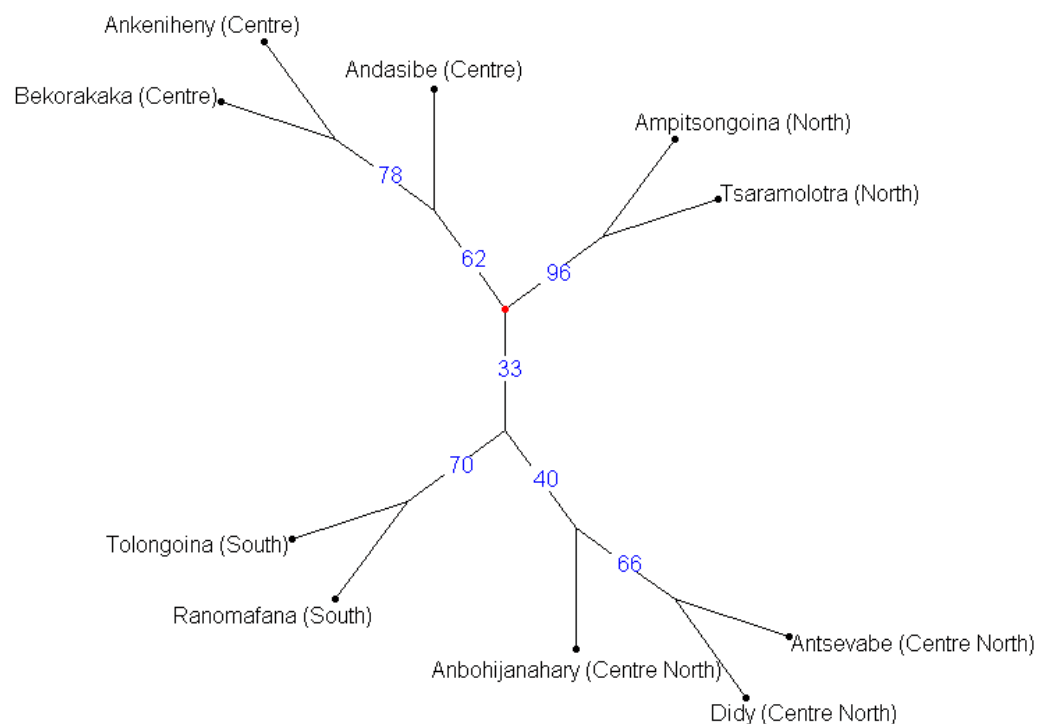 Ankeniheny (Centre)
Andasibe (Centre)
Bekorakaka (Centre)
Ampitsongoina (North)
78
Tsaramolotra (North)
62
96
33
70
40
Tolongoina (South)
66
Ranomafana (South)
Antsevabe (Centre North)
Anbohijanahary (Centre North)
Didy (Centre North)